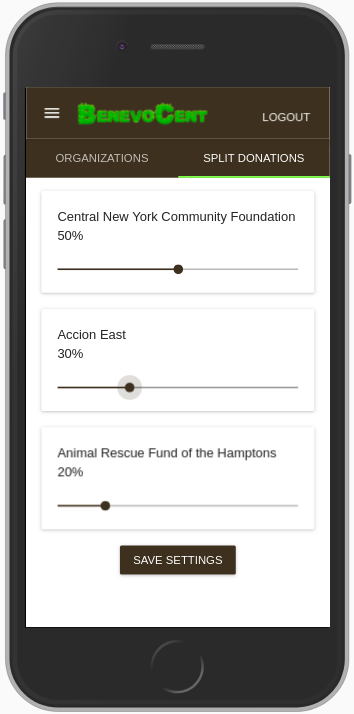 BENEVOCENT
LOGOUT
ORGANIZATIONS
SPLIT DONATIONS
Central New York Community Foundation
50%
Accion East
30%
Animal Rescue Fund of the Hamptons
20%
SAVE SETTINGS